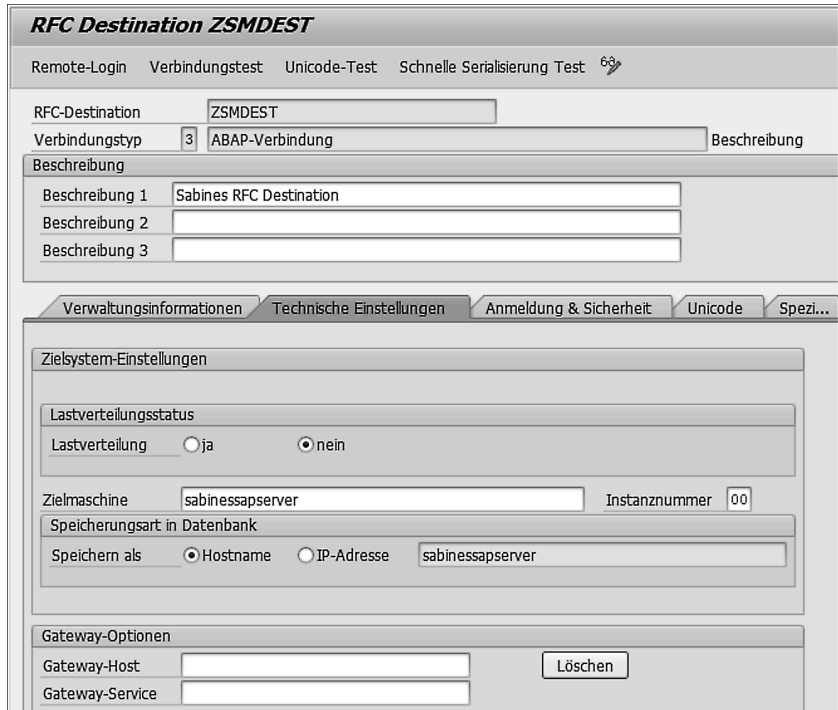 RFC Destination ZSMDEST
Remote-Login Verbindungstest Unicode-Test Schnelle Serialisierung Test
RFC-Destination ZSMDEST
Verbindungstyp 3 ABAP-Verbindung Beschreibung
Beschreibung
Beschreibung 1 Sabines RFC Destination
Beschreibung 2
Beschreibung 3
Verwaltungsinformationen Technische Einstellungen Anmeldung & Sicherheit Unicode Spezi...
Zielsystem-Einstellungen
Lastverteilungsstatus
Lastverteilung ja nein
Zielmaschine sabinessapserver Instanznummer 00
Speicherungsart in Datenbank
Speichern als Hostname IP-Adresse sabinessapserver
Gateway-Optionen
Gateway-Host Löschen
Gateway-Service